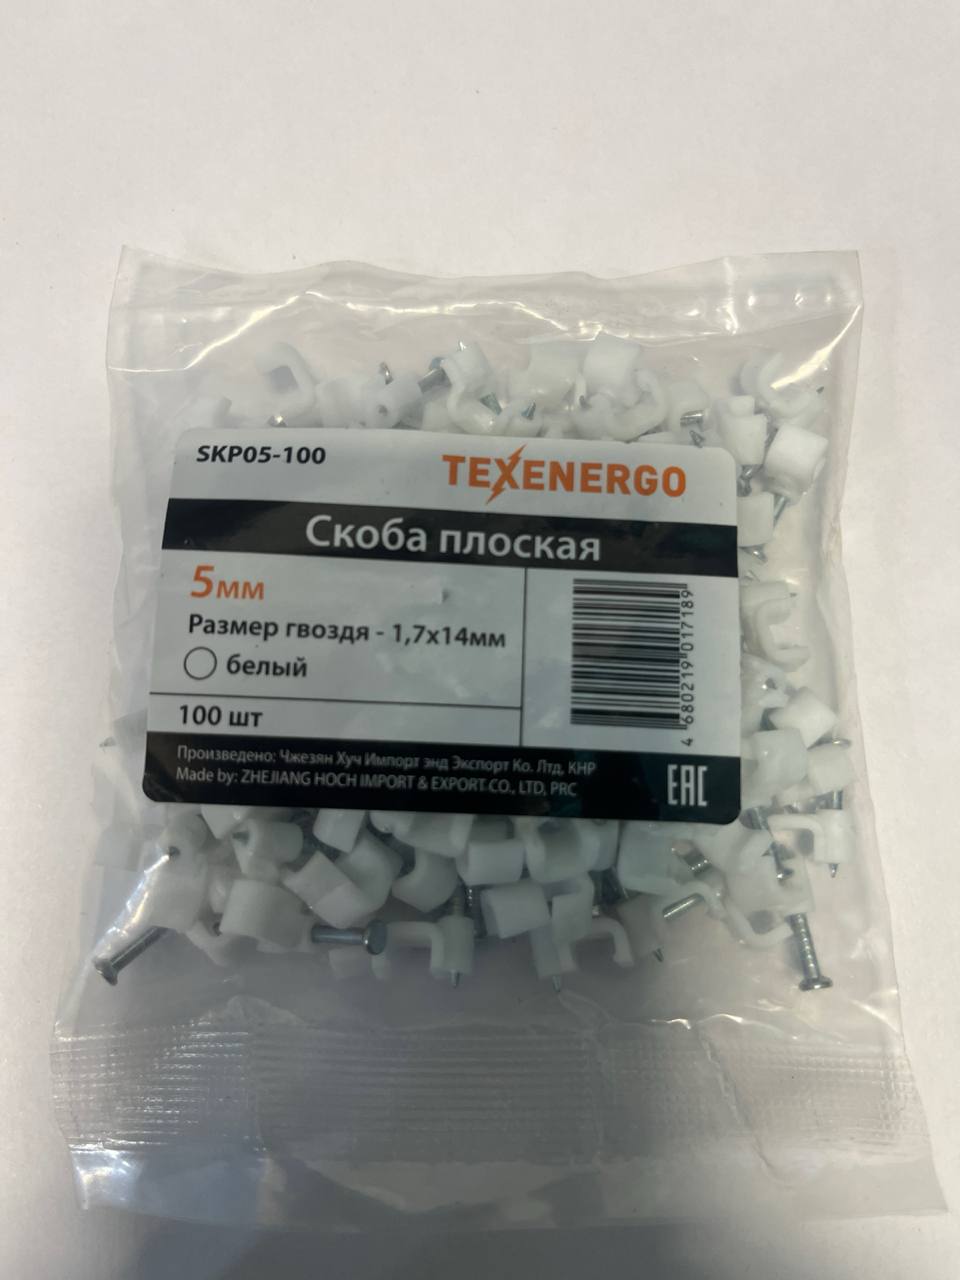 SKP05-100
TEXENERGO
Скоба плоская
5мм
Размер гвоздя - 1,7х14мм
белый
100 шт
4 680219 017189
Произведено: Чжезян Хуч Импорт энд Экспорт Ко. Лтд, КНР
Made by: ZHEJIANG HOCH IMPORT & EXPORT CO., LTD, PRC
EAC